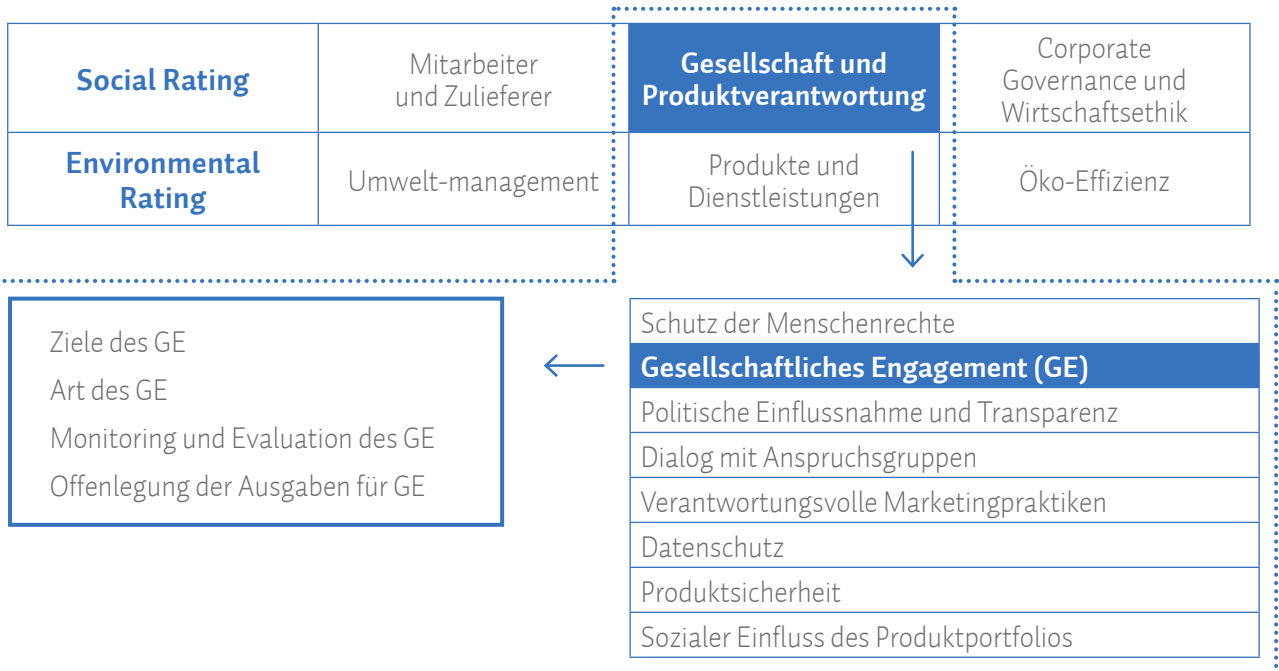 Social Rating
Mitarbeiter
und Zulieferer
Gesellschaft und
Produktverantwortung
Corporate
Governance und
Wirtschaftsethik
Environmental
Rating
Umwelt-management
Produkte und
Dienstleistungen
Öko-Effizienz
Ziele des GE
Art des GE
Monitoring und Evaluation des GE
Offenlegung der Ausgaben für GE
Schutz der Menschenrechte
Gesellschaftliches Engagement (GE)
Politische Einflussnahme und Transparenz
Dialog mit Anspruchsgruppen
Verantwortungsvolle Marketingpraktiken
Datenschutz
Produktsicherheit
Sozialer Einfluss des Produktportfolios